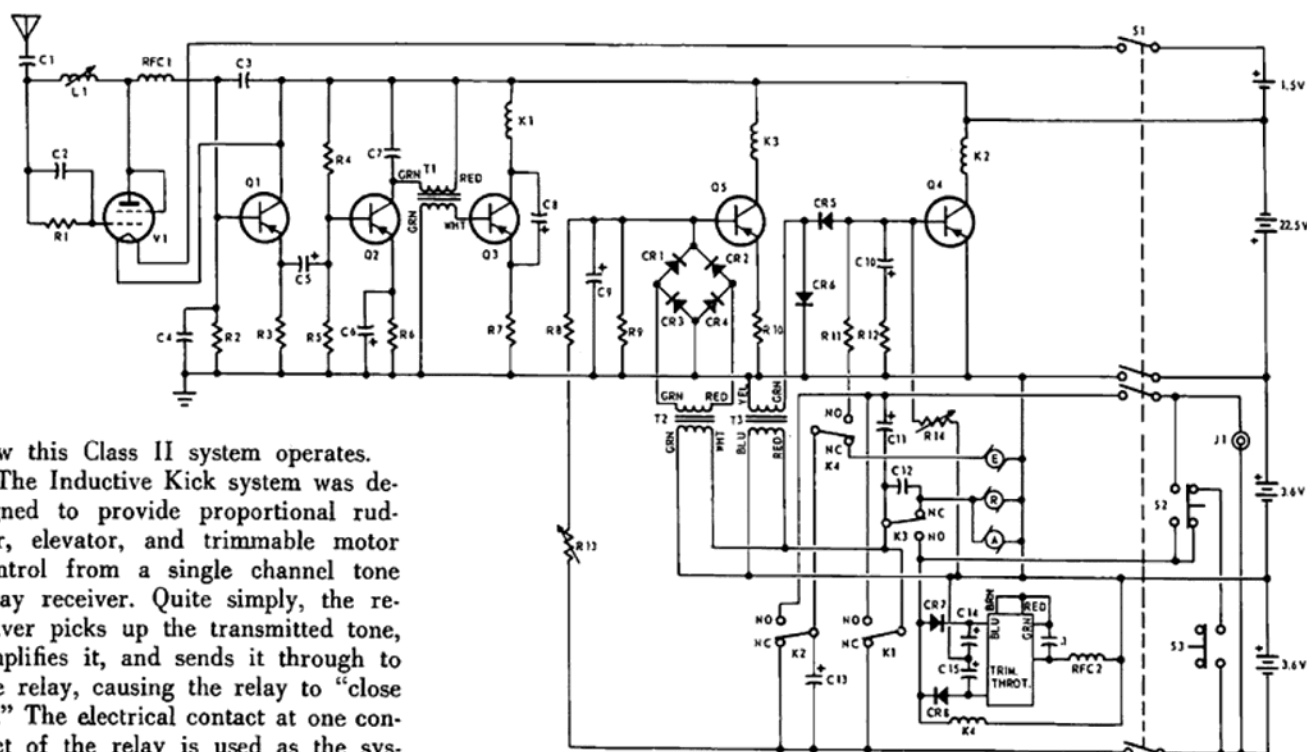 S1
C1
RFC1
C3
L1
1.5V
K1
K3
K2
C2
R4
C7
T1
GRN
RED
Q1
Q5
Q4
CR5
C8
22.5V
R1
V1
GRN
WHT
Q2
Q3
CR1
CR2
C5
C9
C10
CR6
CR3
CR4
C4
R2
R3
R5
C6
R6
R7
R8
R9
R10
R11
R12
YEL
GRN
GRN
RED
T2
T3
GRN
WHT
BLU
RED
NO
NC
K4
C11
R14
J1
E
C12
R
3.6V
NC
K3
NO
A
S2
R13
w this Class II system operates.
The Inductive Kick system was de-
gned to provide proportional rud-
r, elevator, and trimmable motor
ntrol from a single channel tone
lay receiver. Quite simply, the re-
iver picks up the transmitted tone,
nplifies it, and sends it through to
e relay, causing the relay to "close
." The electrical contact at one con-
ct of the relay is used as the sys-
NO
NC
K2
NO
NC
K1
C13
CR7
C14
BRN
RED
BLU
GRN
C15
TRIM.
THROT.
RFC2
CR8
K4
S3
3.6V